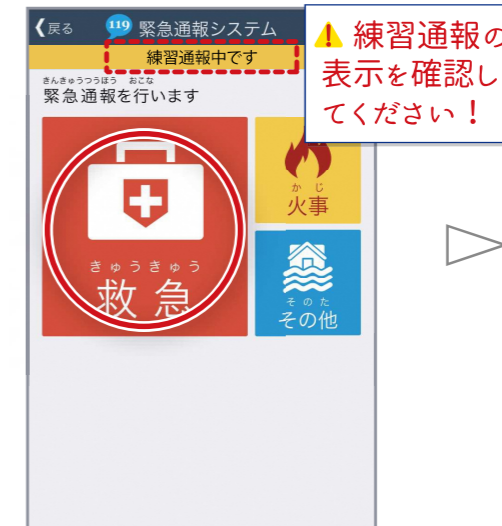 戻る
119 緊急通報システム
練習通報中です
きんきゅうつうほう おこな
緊急通報を行います
⚠ 練習通報の
表示を確認し
てください!
きゅうきゅう
救急
かじ
火事
そのた
その他